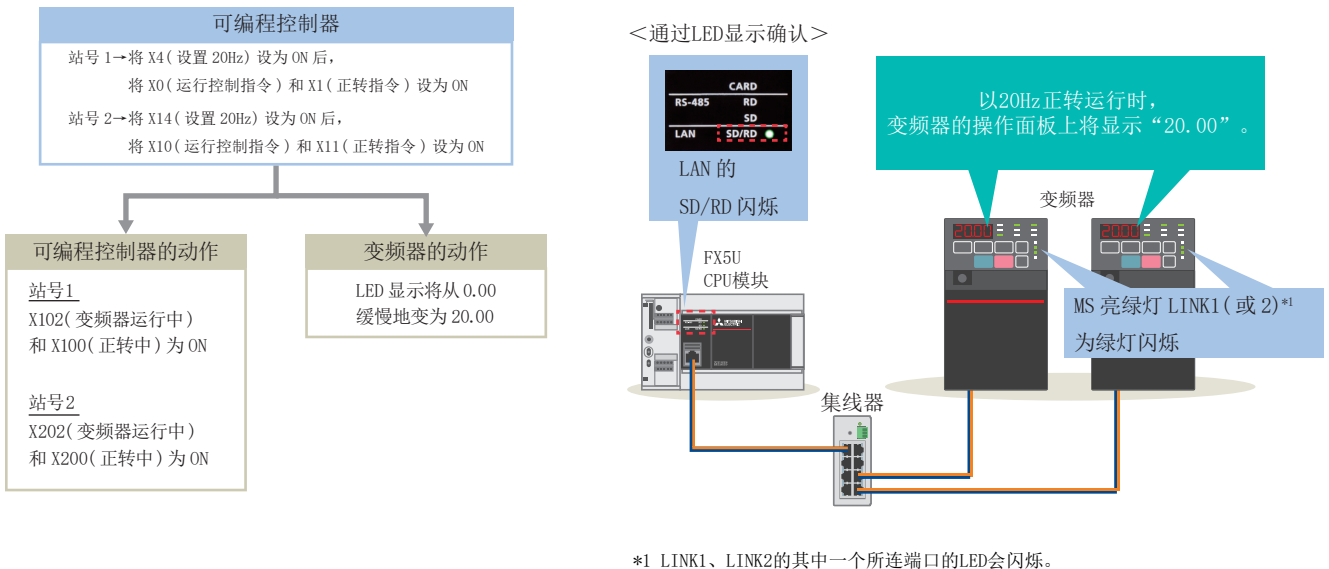 可编程控制器
站号 1→将 X4( 设置 20Hz) 设为 ON 后，
将 X0( 运行控制指令 ) 和 X1( 正转指令 ) 设为 ON
站号 2→将 X14( 设置 20Hz) 设为 ON 后，
将 X10( 运行控制指令 ) 和 X11( 正转指令 ) 设为 ON
可编程控制器的动作
站号1
X102( 变频器运行中)
和 X100( 正转中 ) 为 ON
站号2
X202( 变频器运行中)
和 X200( 正转中 ) 为 ON
变频器的动作
LED 显示将从 0.00
缓慢地变为 20.00
＜通过LED显示确认＞
CARD
RS-485 RD
SD
LAN SD/RD
LAN 的
SD/RD 闪烁
FX5U
CPU模块
以20Hz正转运行时，
变频器的操作面板上将显示“20.00”。
变频器
20.00
20.00
MS 亮绿灯 LINK1( 或 2)*1
为绿灯闪烁
集线器
*1 LINK1、LINK2的其中一个所连端口的LED会闪烁。